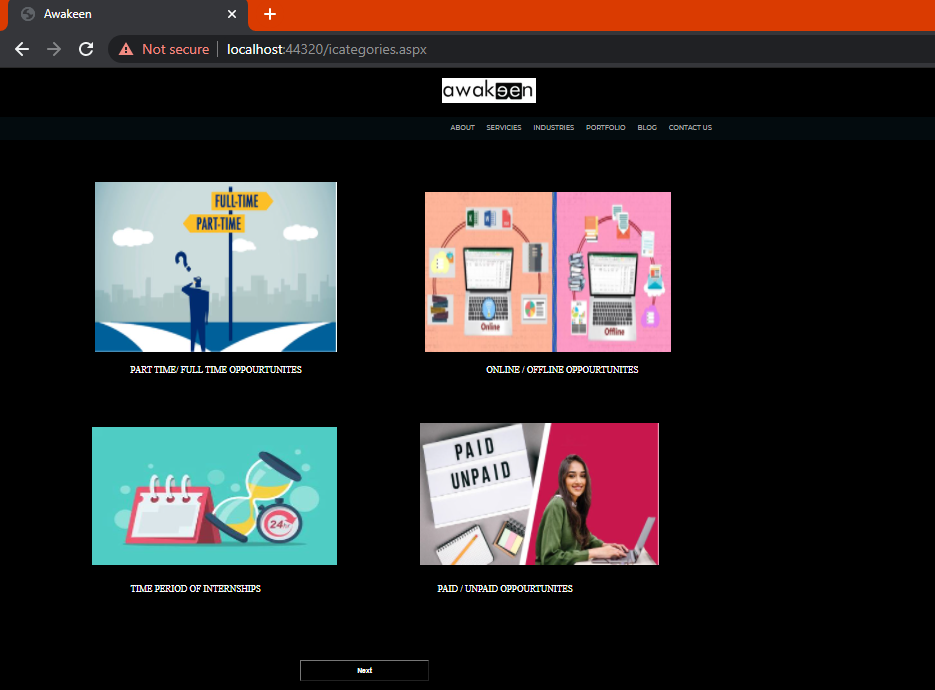 Awakeen
Not secure
localhost:44320/icategories.aspx
awakeen
ABOUT SERVICIES INDUSTRIES PORTFOLIO BLOG CONTACT US
FULL-TIME
PART-TIME
?
Online
Offline
PART TIME/ FULL TIME OPPOURTUNITES
ONLINE / OFFLINE OPPOURTUNITES
24hr
PAID
UNPAID
TIME PERIOD OF INTERNSHIPS
PAID / UNPAID OPPOURTUNITES
Next